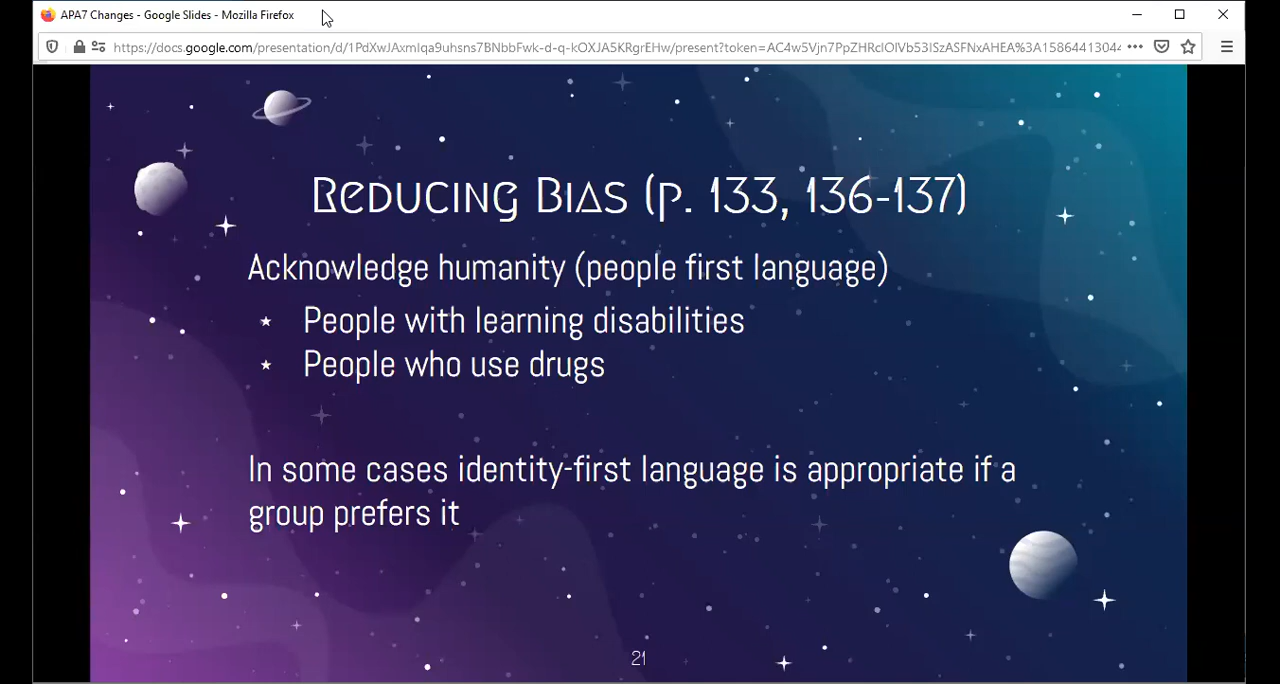 APA7 Changes - Google Slides - Mozilla Firefox
Reducing Bias (p. 133, 136-137)
Acknowledge humanity (people first language)
People with learning disabilities
People who use drugs
In some cases identity-first language is appropriate if a
group prefers it
21